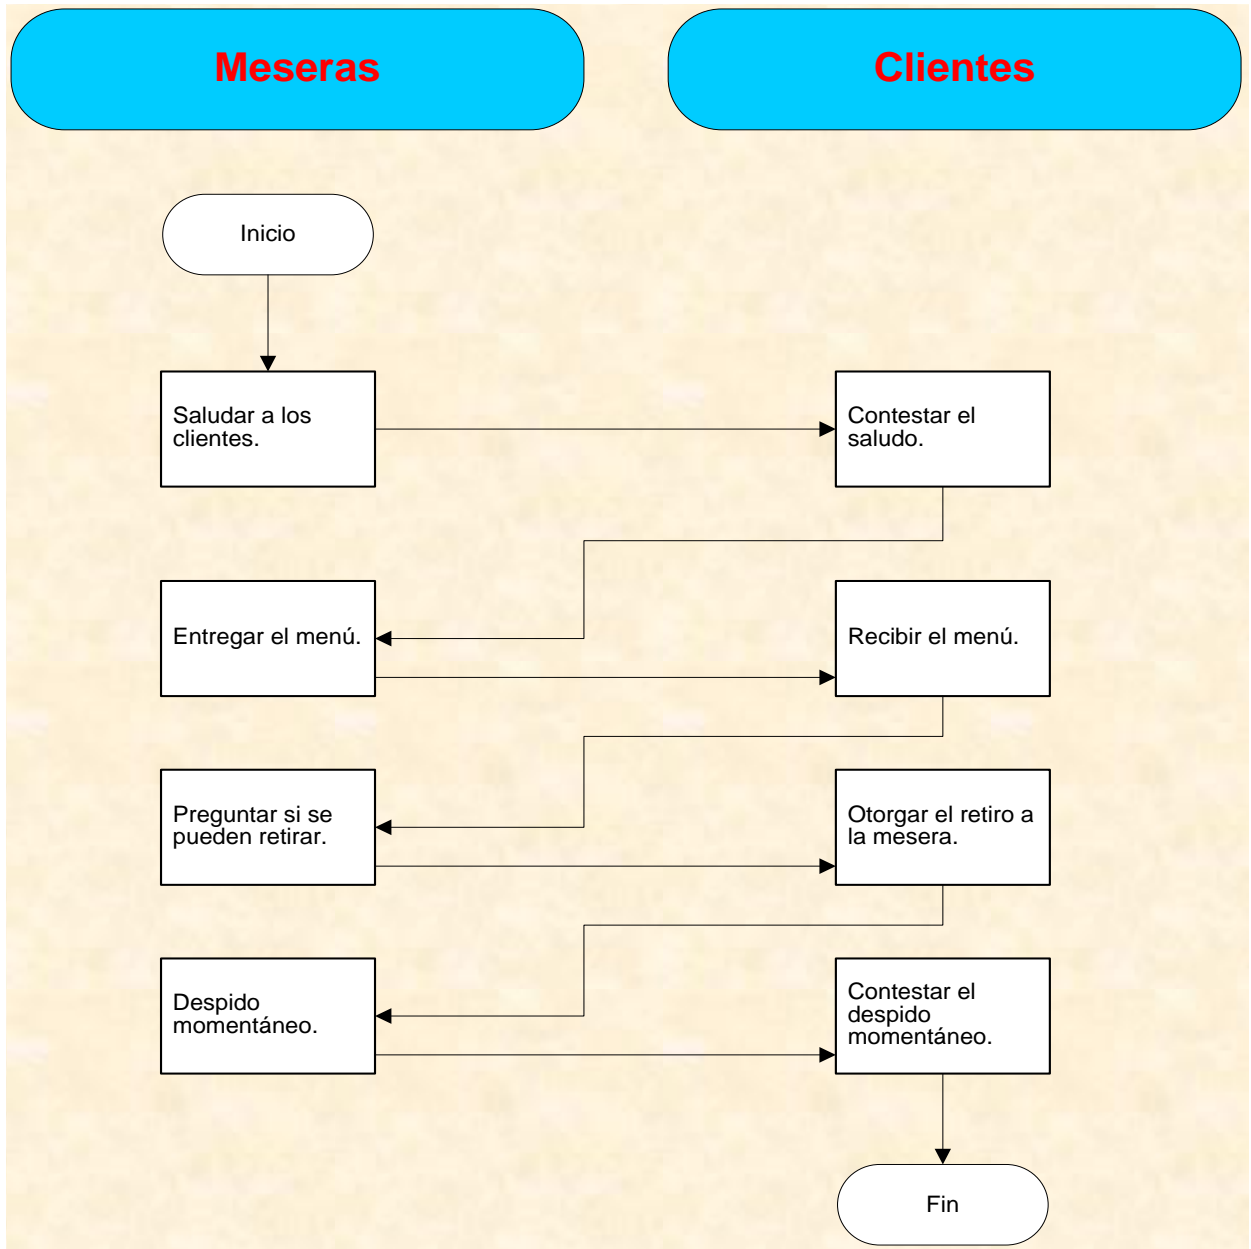 Meseras
Clientes
Inicio
Saludar a los
clientes.
Contestar el
saludo.
Entregar el menú.
Recibir el menú.
Preguntar si se
pueden retirar.
Otorgar el retiro a
la mesera.
Despido
momentáneo.
Contestar el
despido
momentáneo.
Fin